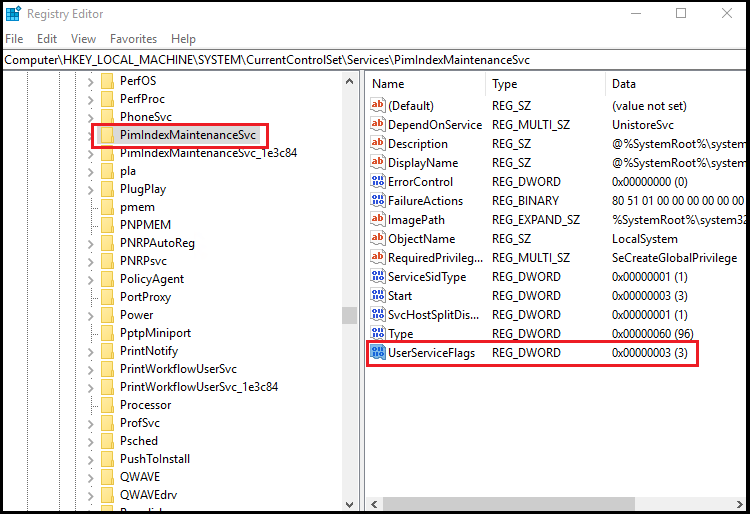 Registry Editor
File Edit View Favorites Help
Computer\HKEY_LOCAL_MACHINE\SYSTEM\CurrentControlSet\Services\PimIndexMaintenanceSvc
PerfOS
PerfProc
PhoneSvc
PimIndexMaintenanceSvc
PimIndexMaintenanceSvc_1e3c84
pla
PlugPlay
pmem
PNPMEM
PNRPAutoReg
PNRPsvc
PolicyAgent
PortProxy
Power
PptpMiniport
PrintNotify
PrintWorkflowUserSvc
PrintWorkflowUserSvc_1e3c84
Processor
ProfSvc
Psched
PushToInstall
QWAVE
QWAVEdrv
Name Type Data
(Default) REG_SZ (value not set)
DependOnService REG_MULTI_SZ UnistoreSvc
Description REG_SZ @%SystemRoot%\system
DisplayName REG_SZ @%SystemRoot%\system
ErrorControl REG_DWORD 0x00000000 (0)
FailureActions REG_BINARY 80 51 01 00 00 00 00 00 00
ImagePath REG_EXPAND_SZ %SystemRoot%\system32
ObjectName REG_SZ LocalSystem
RequiredPrivileg... REG_MULTI_SZ SeCreateGlobalPrivilege
ServiceSidType REG_DWORD 0x00000001 (1)
Start REG_DWORD 0x00000003 (3)
SvcHostSplitDis... REG_DWORD 0x00000001 (1)
Type REG_DWORD 0x00000060 (96)
UserServiceFlags REG_DWORD 0x00000003 (3)